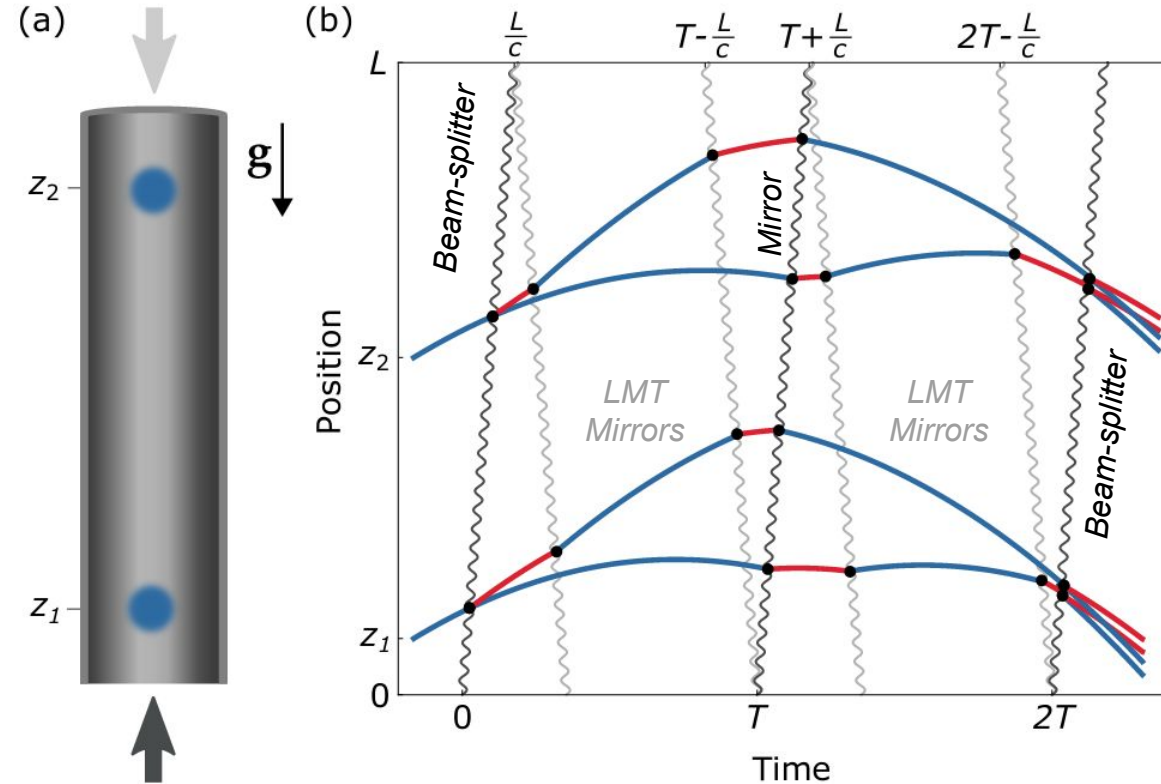 (a)
g
z₂
z₁
(b)
L/c
T-L/c
T+L/c
2T-L/c
L
z₂
z₁
0
Position
Beam-splitter
Mirror
LMT
Mirrors
LMT
Mirrors
Beam-splitter
0
T
2T
Time